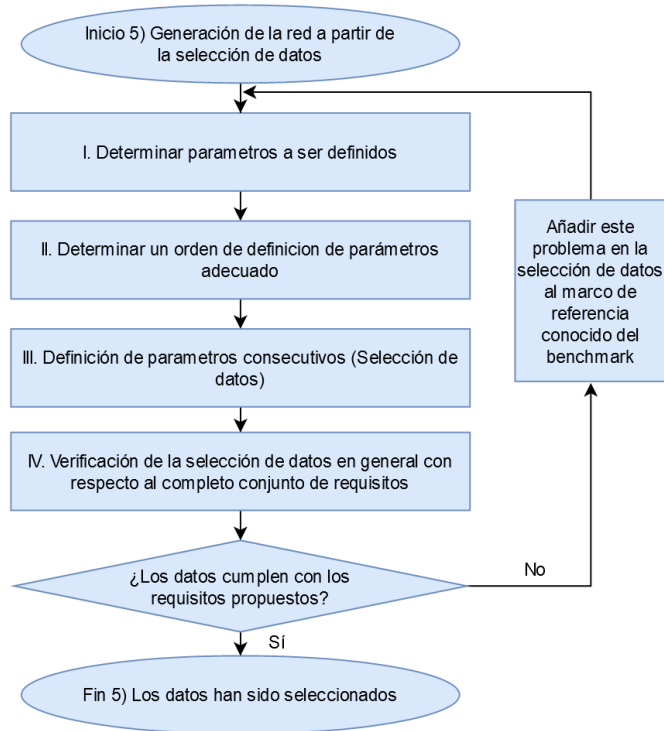 Inicio 5) Generación de la red a partir de
la selección de datos
I. Determinar parametros a ser definidos
II. Determinar un orden de definicion de parámetros
adecuado
III. Definición de parametros consecutivos (Selección de
datos)
IV. Verificación de la selección de datos en general con
respecto al completo conjunto de requisitos
¿Los datos cumplen con los
requisitos propuestos?
No
Añadir este
problema en la
selección de datos
al marco de
referencia
conocido del
benchmark
Sí
Fin 5) Los datos han sido seleccionados